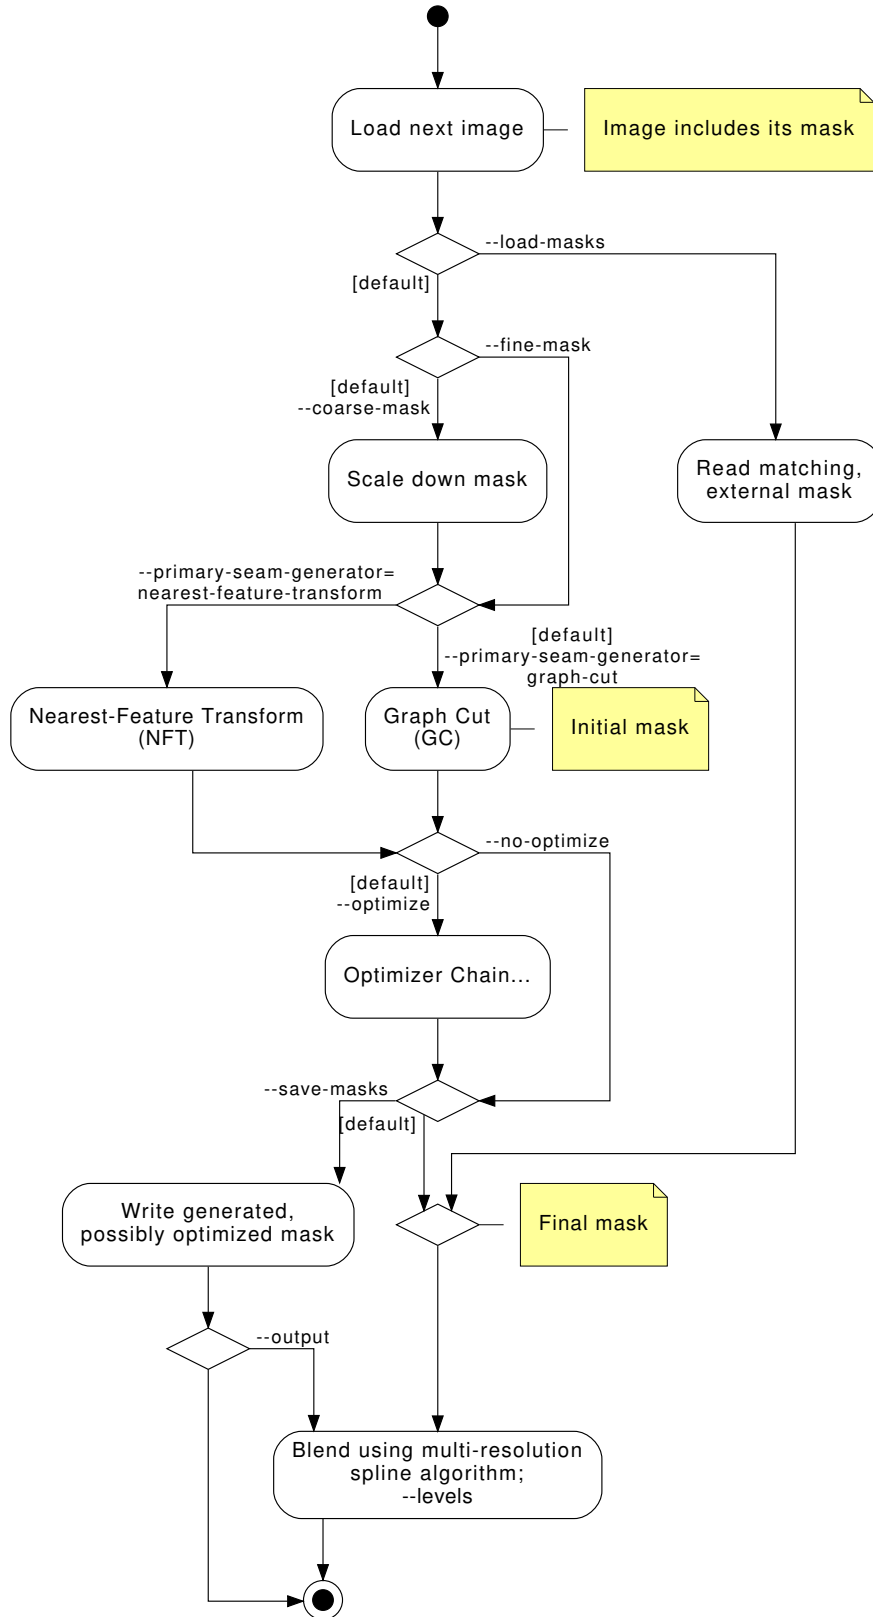 Load next image
Image includes its mask
--load-masks
[default]
--fine-mask
[default]
--coarse-mask
Scale down mask
Read matching,
external mask
--primary-seam-generator=
nearest-feature-transform
[default]
--primary-seam-generator=
graph-cut
Nearest-Feature Transform
(NFT)
Graph Cut
(GC)
Initial mask
--no-optimize
[default]
--optimize
Optimizer Chain...
--save-masks
[default]
Write generated,
possibly optimized mask
Final mask
--output
Blend using multi-resolution
spline algorithm;
--levels